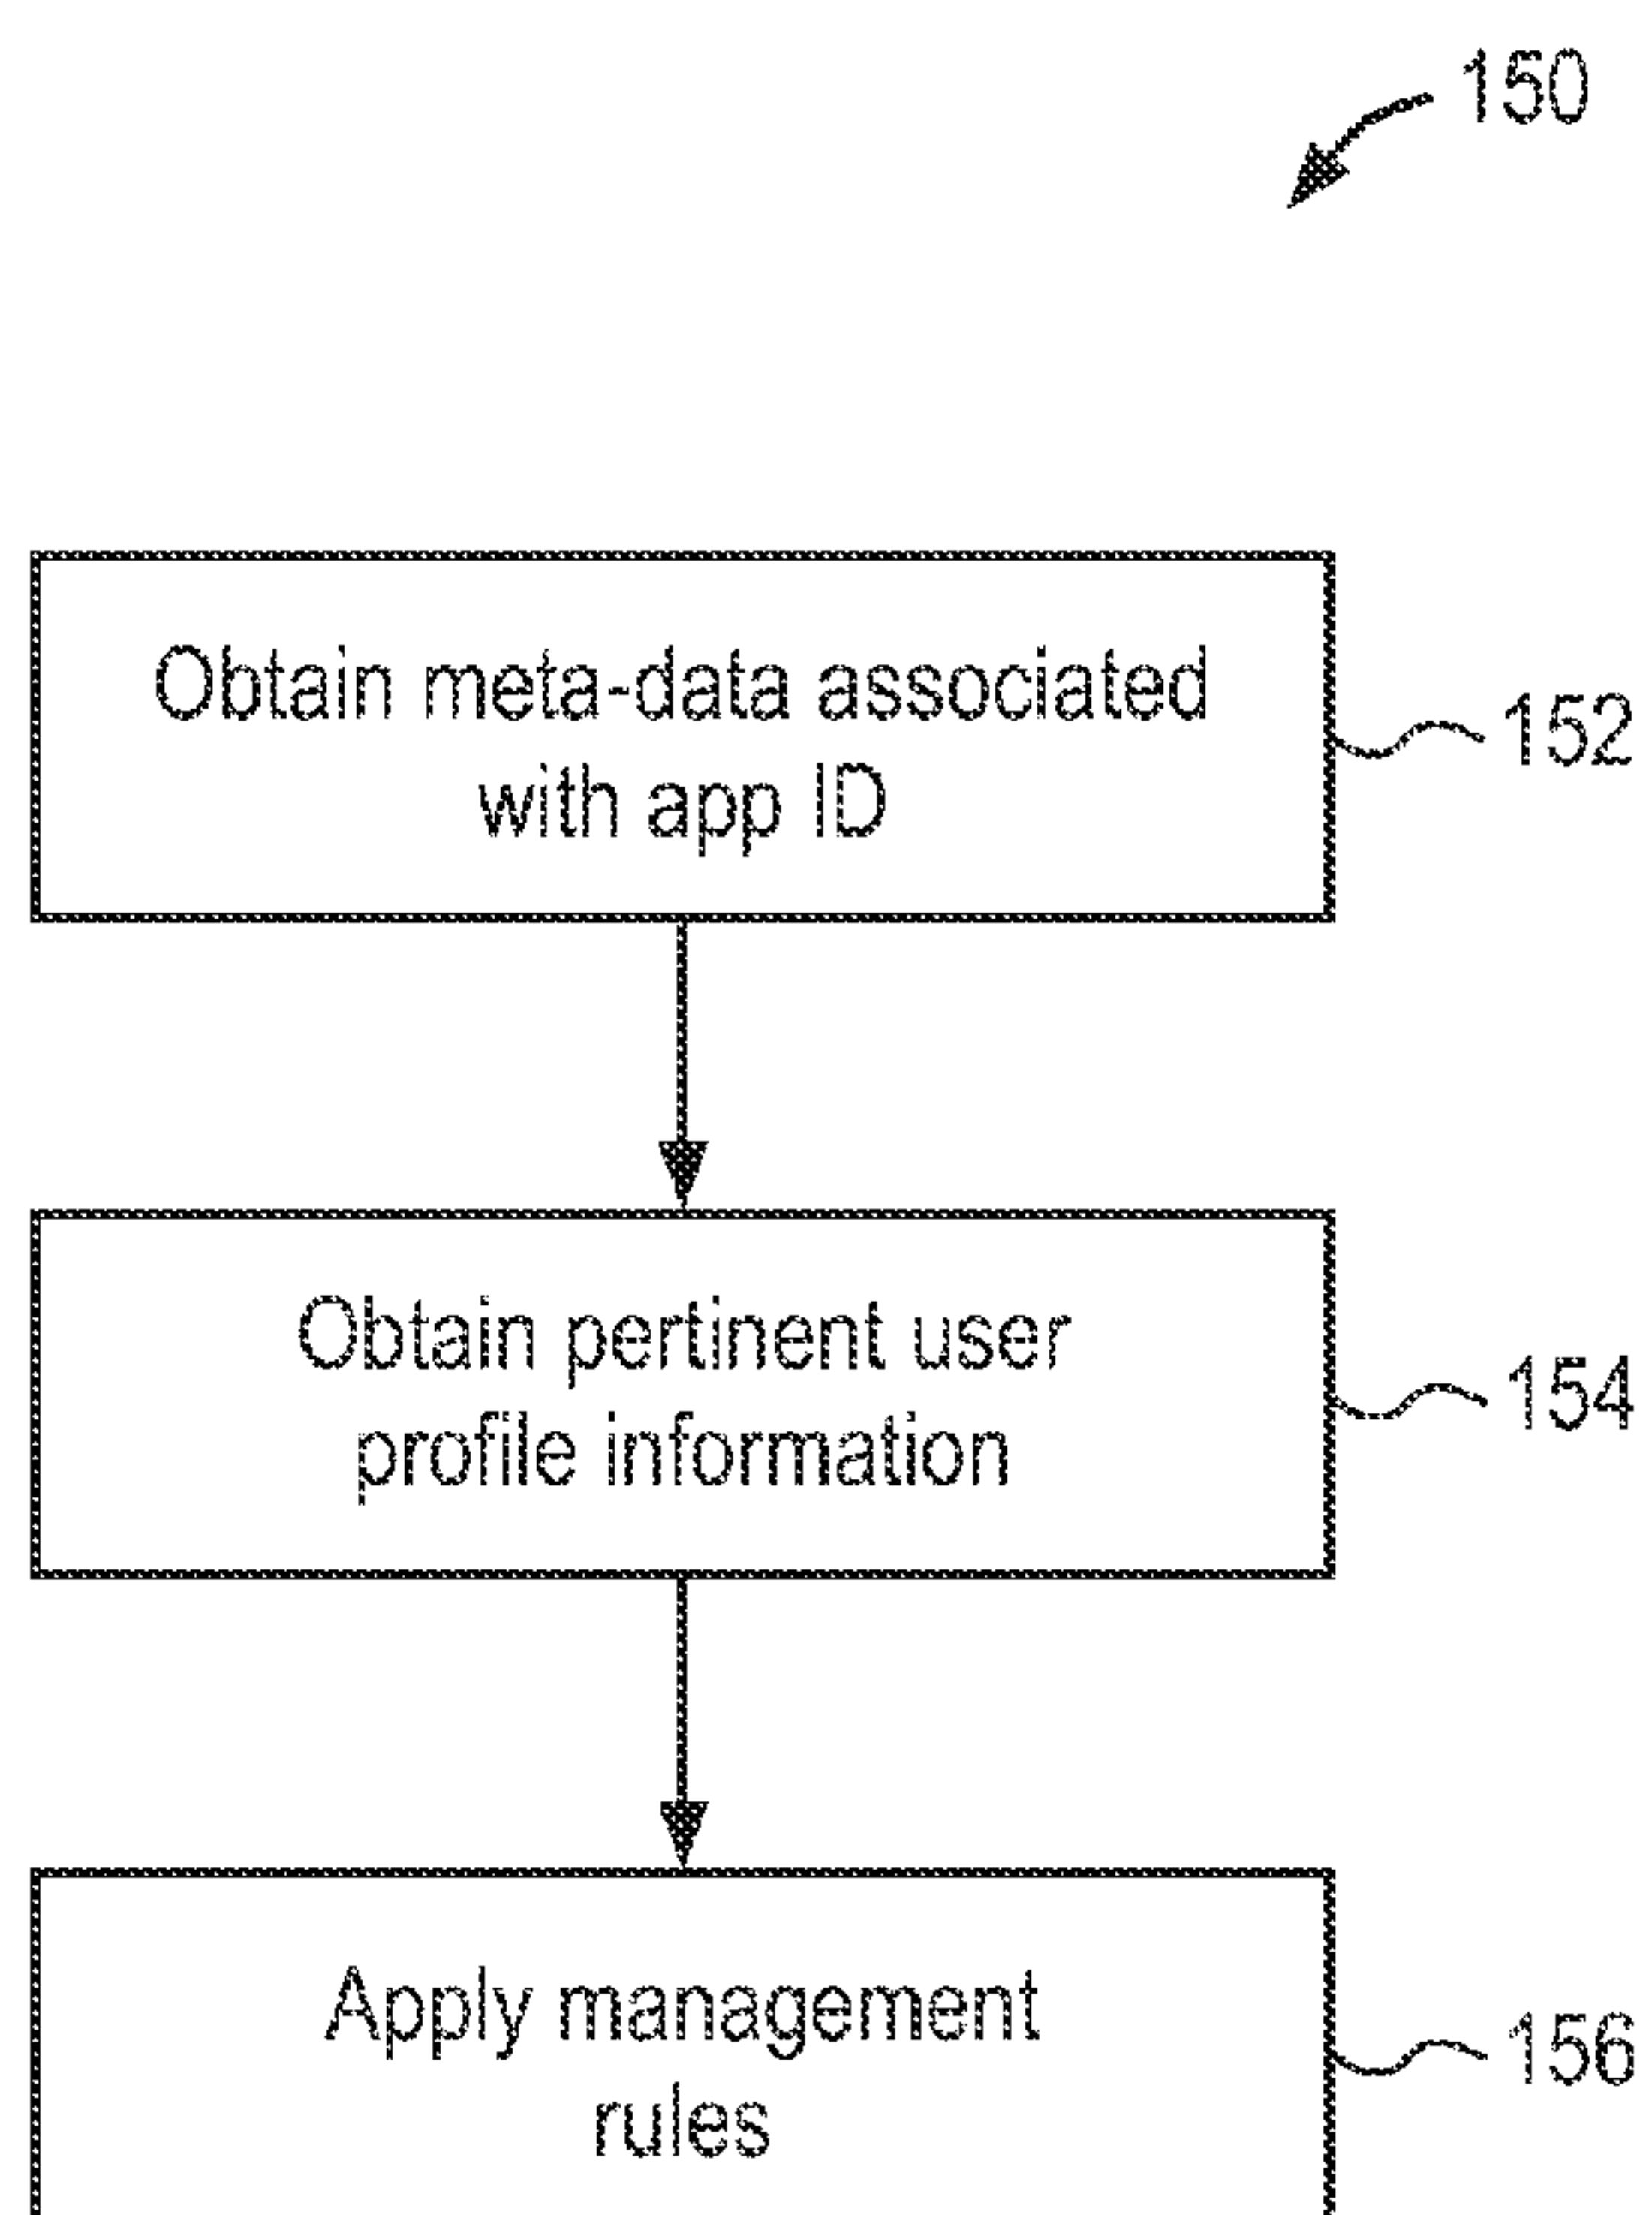 150
Obtain meta-data associated
with app ID
152
Obtain pertinent user
profile information
154
Apply management
rules
156